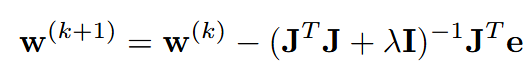 w^(k+1) = w^(k) − (J^T J + λI)^−1 J^T e